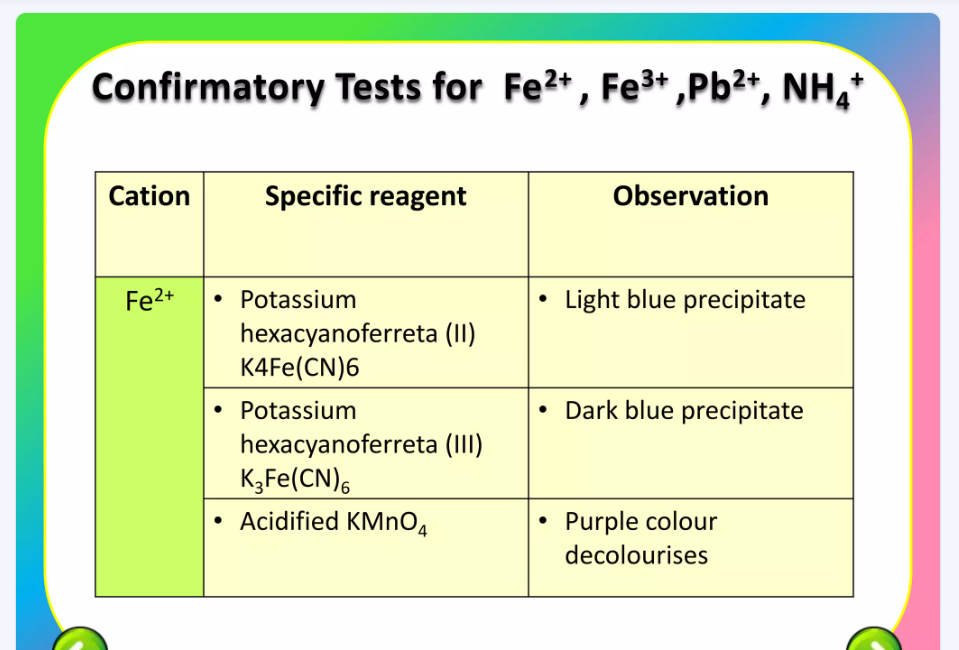 Confirmatory Tests for Fe²⁺, Fe³⁺,Pb²⁺, NH₄⁺
Cation
Specific reagent
Observation
Fe²⁺
• Potassium
hexacyanoferreta (II)
K4Fe(CN)6
• Light blue precipitate
• Potassium
hexacyanoferreta (III)
K₃Fe(CN)₆
• Dark blue precipitate
• Acidified KMnO₄
• Purple colour
decolourises